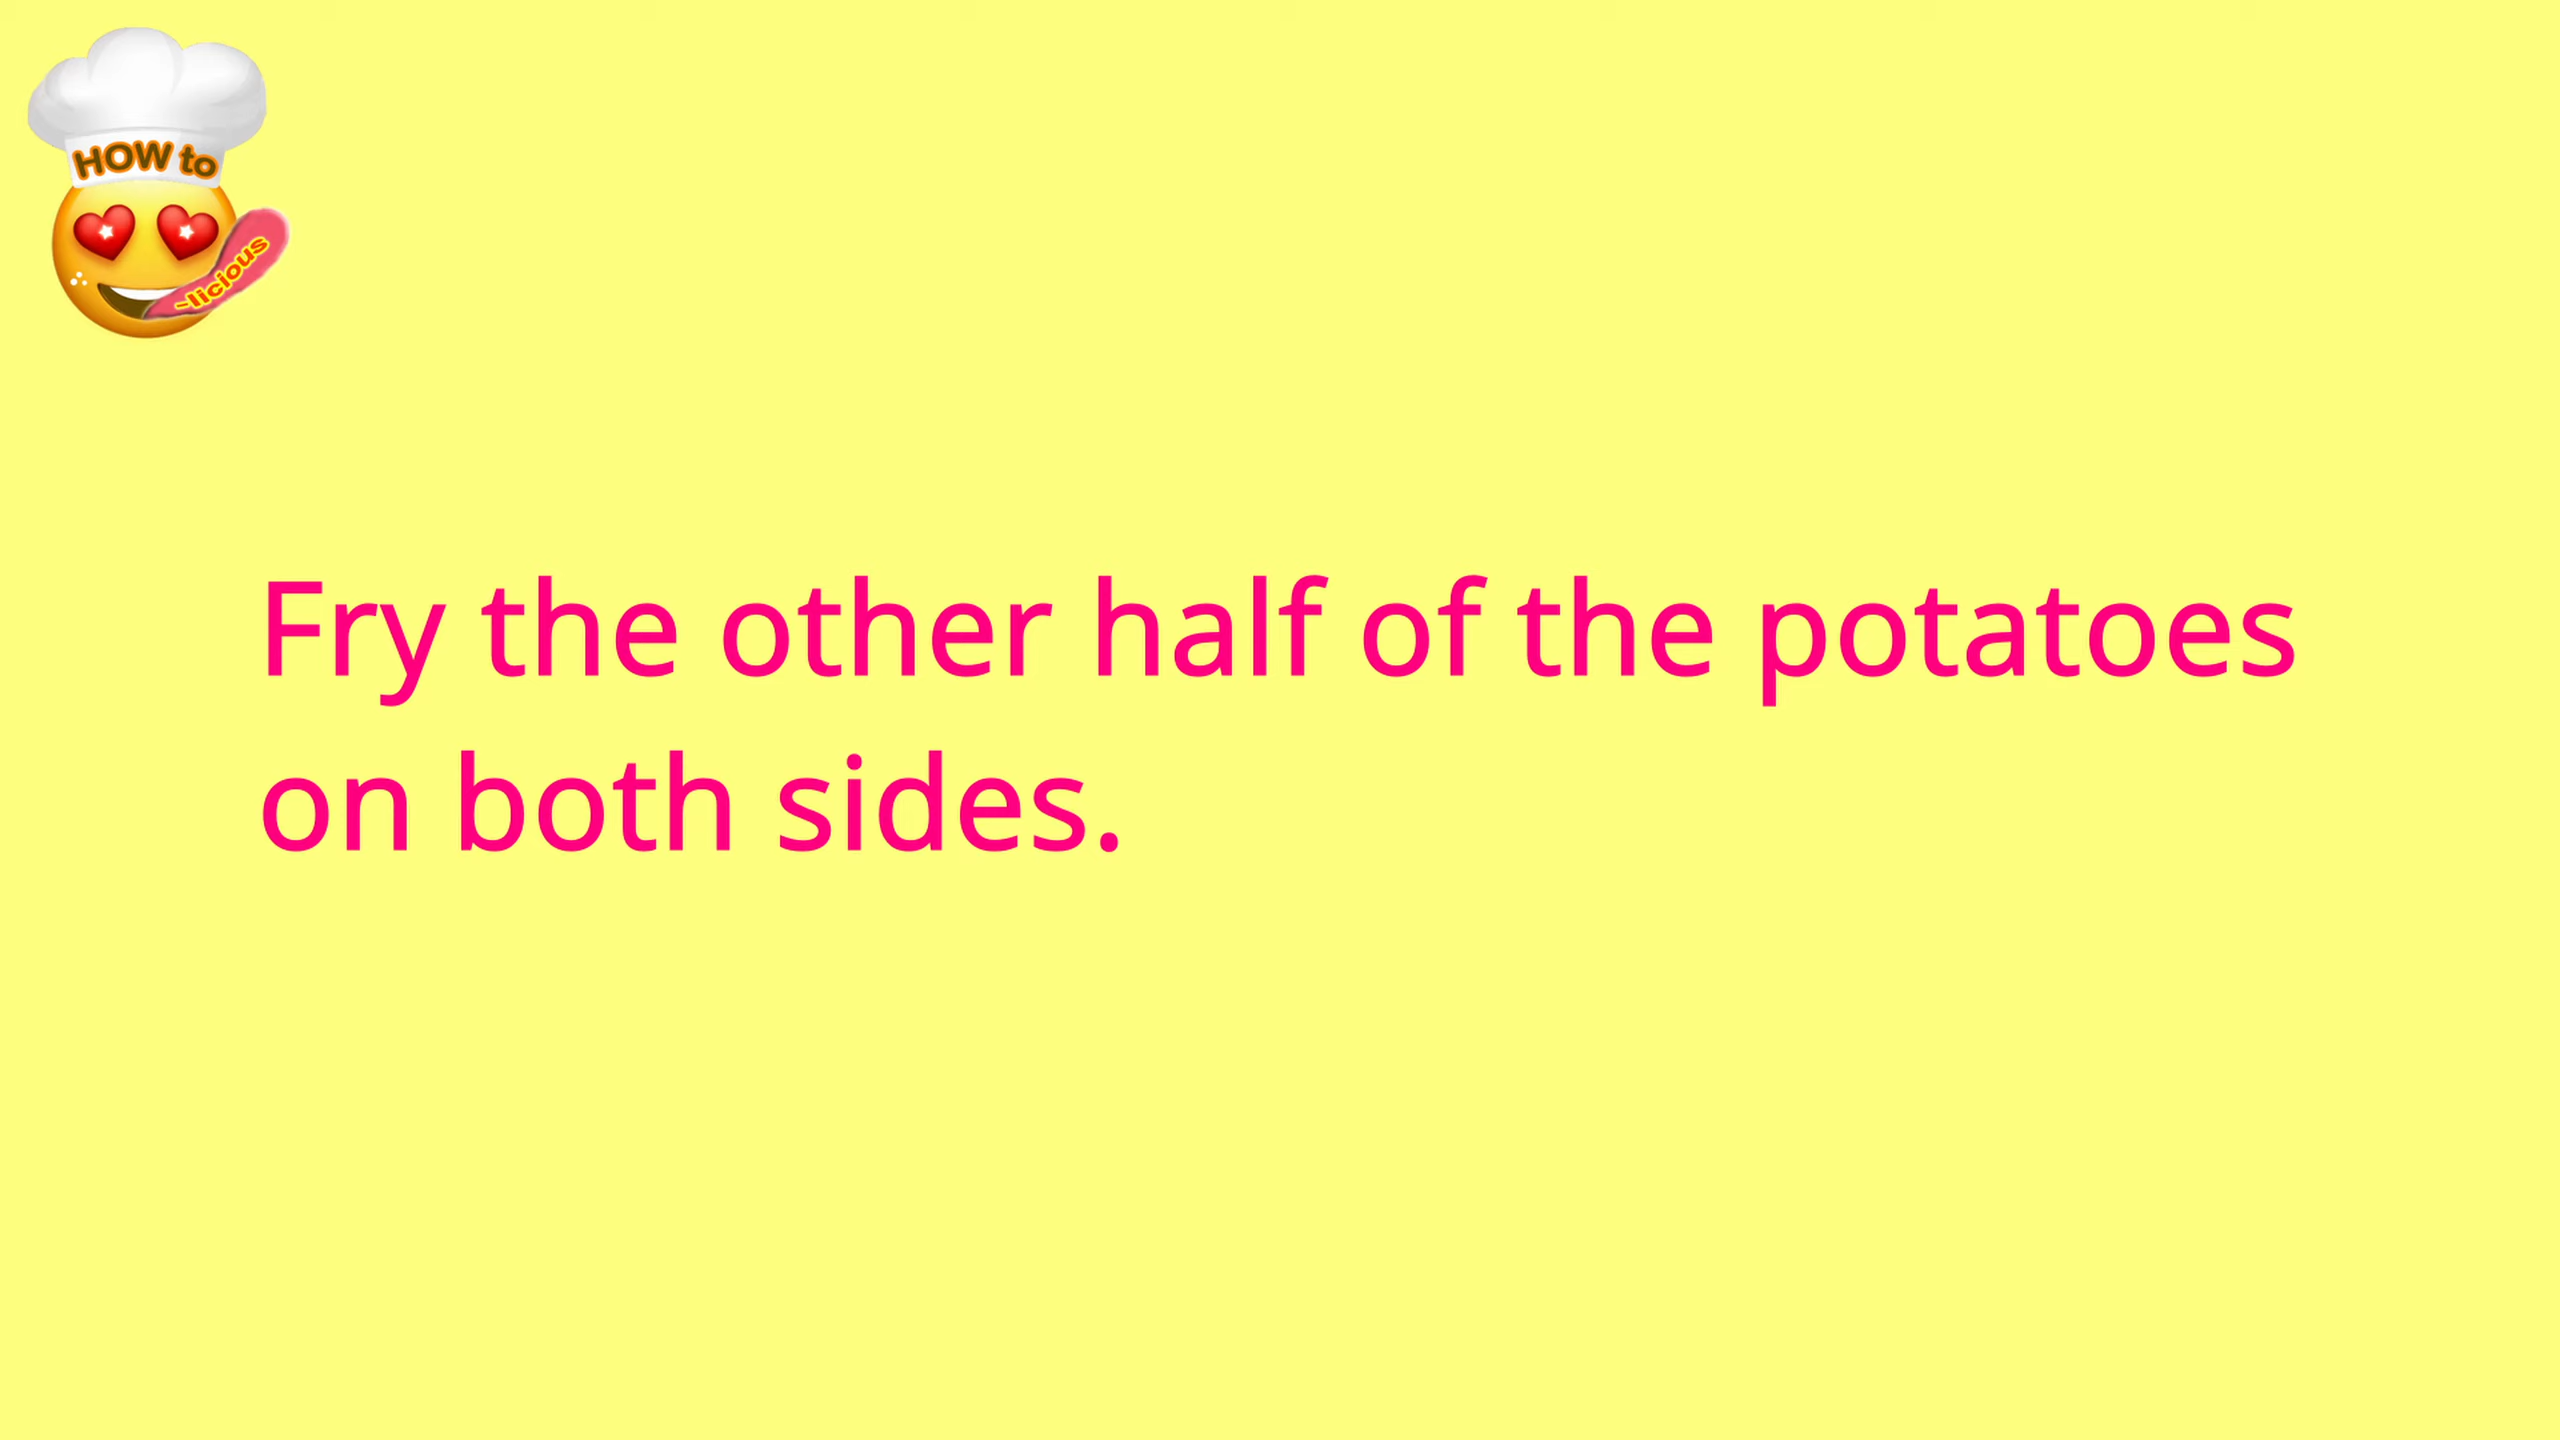 HOW to
~licious
Fry the other half of the potatoes
on both sides.